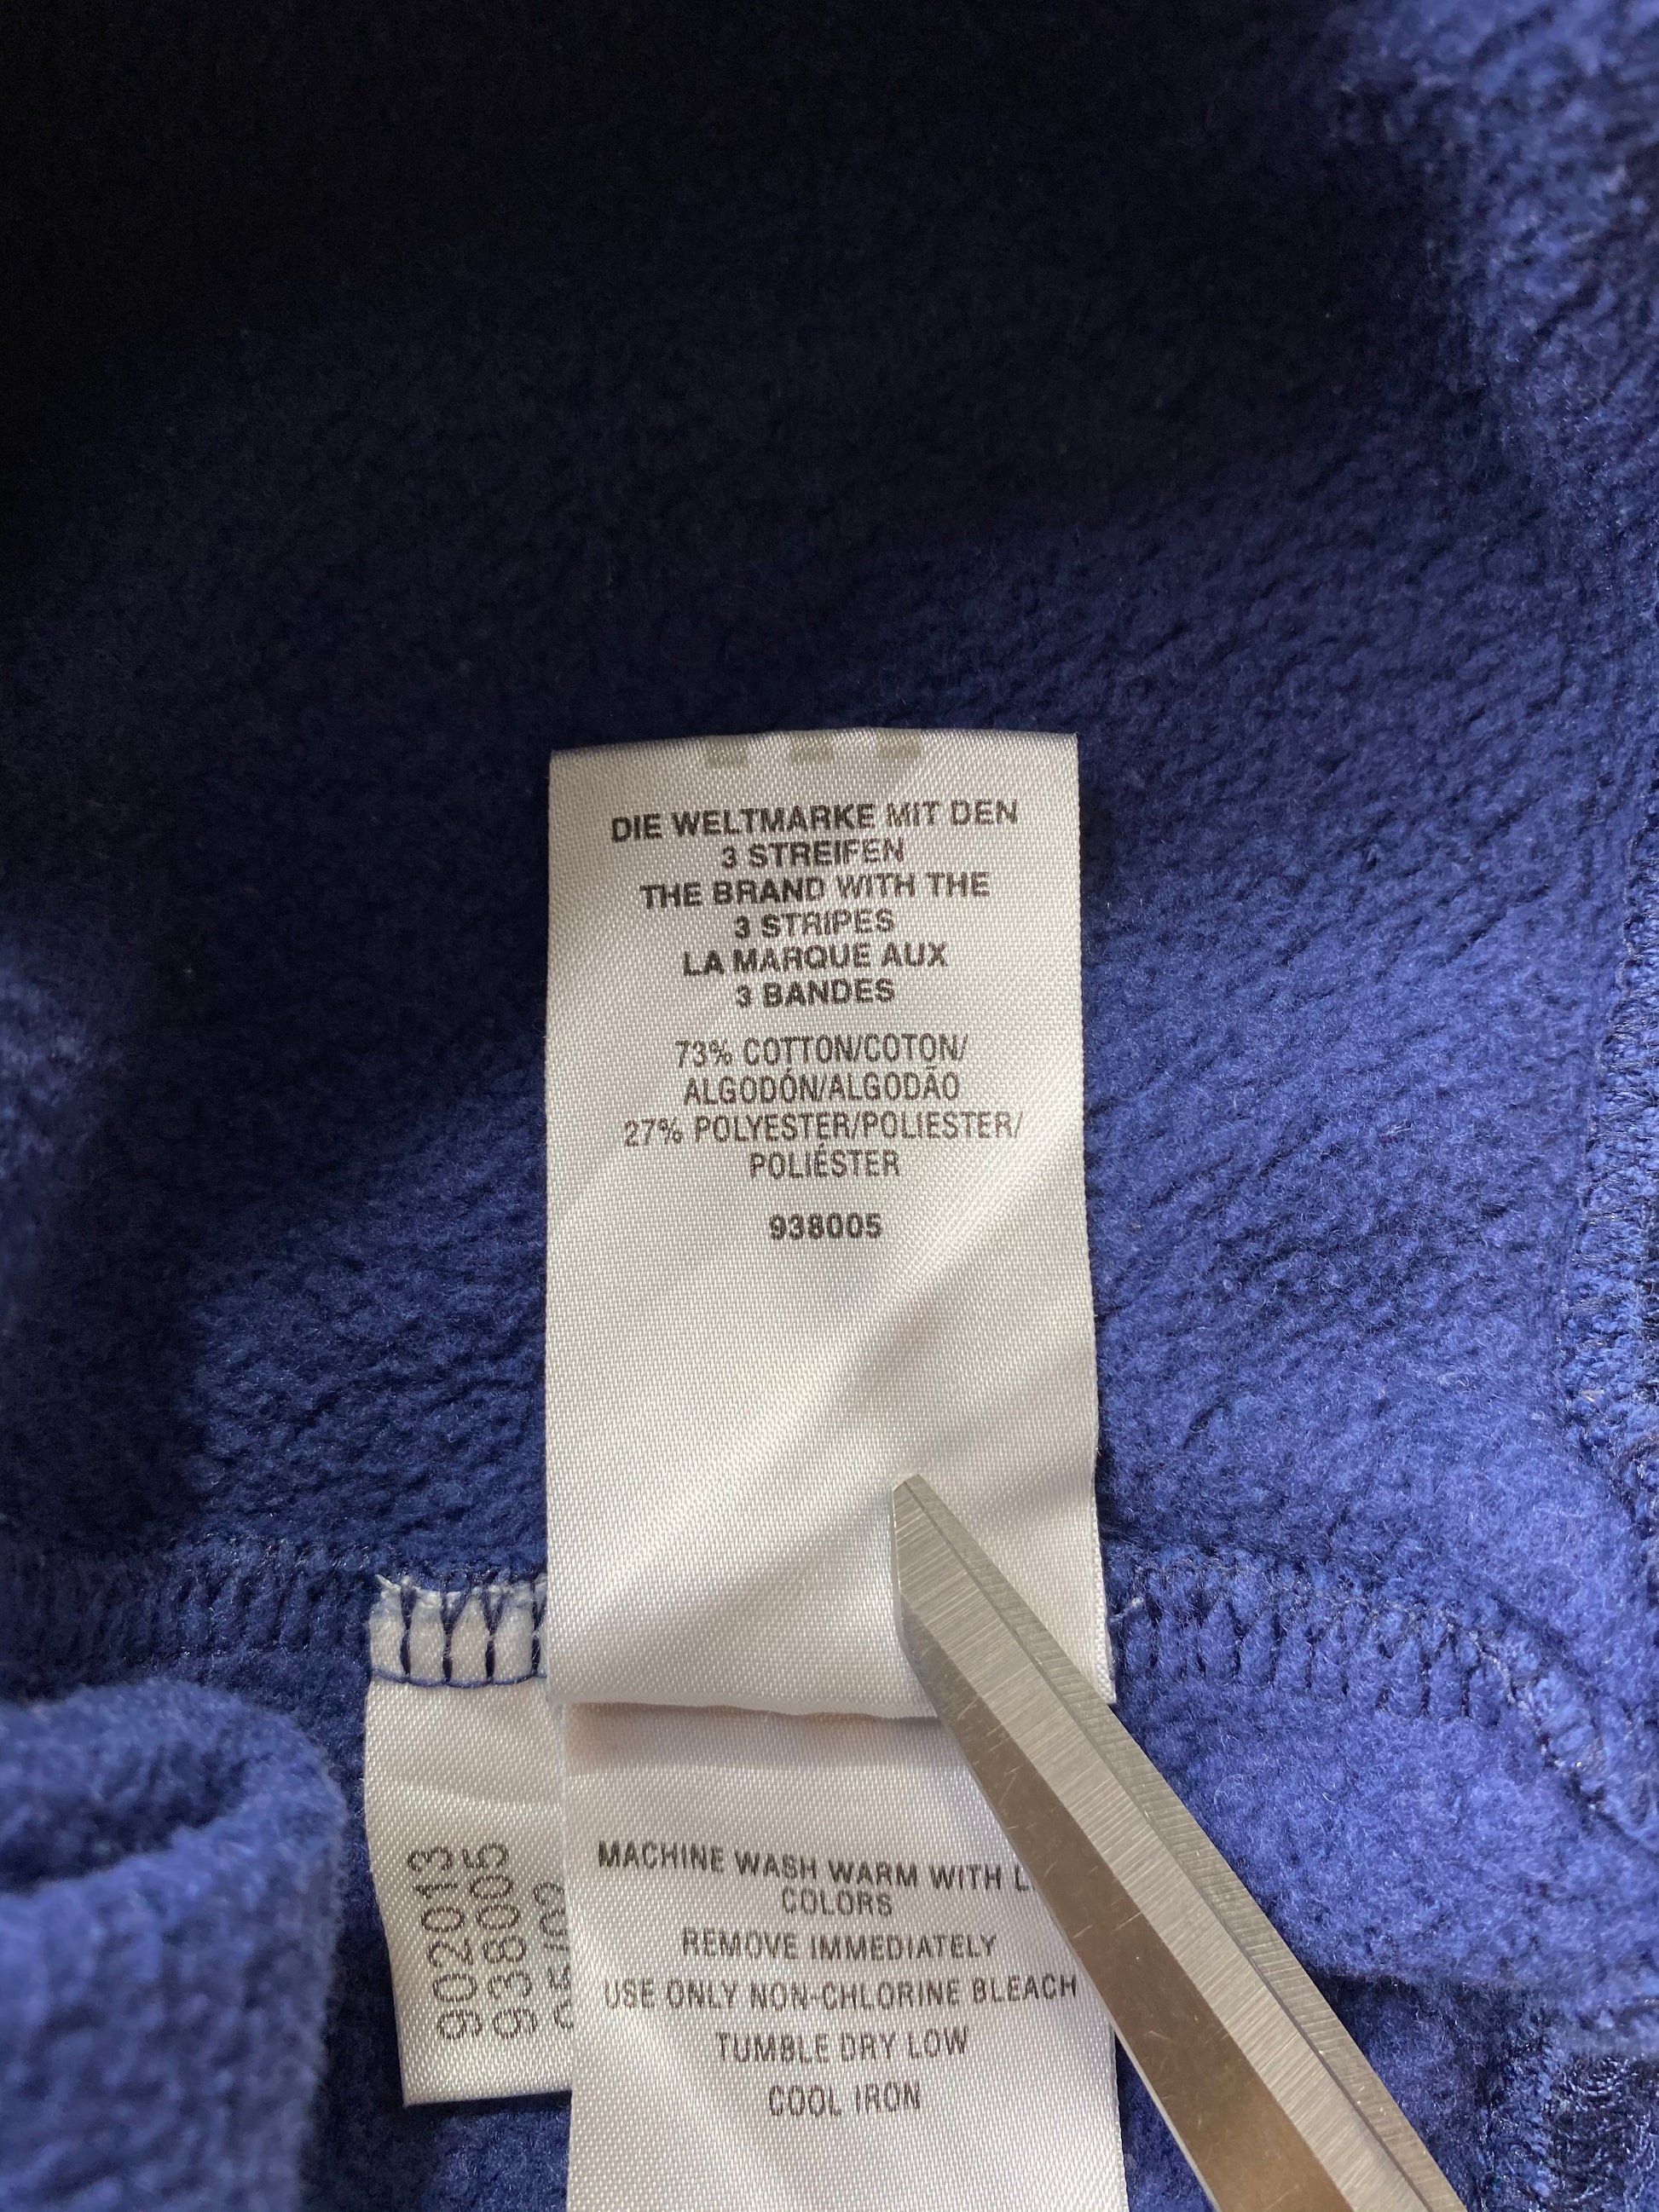 DIE WELTMARKE MIT DEN
3 STREIFEN
THE BRAND WITH THE
3 STRIPES
LA MARQUE AUX
3 BANDES
73% COTTON/COTON/
ALGODÓN/ALGODÃO
27% POLYESTER/POLIESTER/
POLIÉSTER
938005
902013
938005
MACHINE WASH WARM WITH
COLORS
REMOVE IMMEDIATELY
USE ONLY NON-CHLORINE BLEACH
TUMBLE DRY LOW
COOL IRON